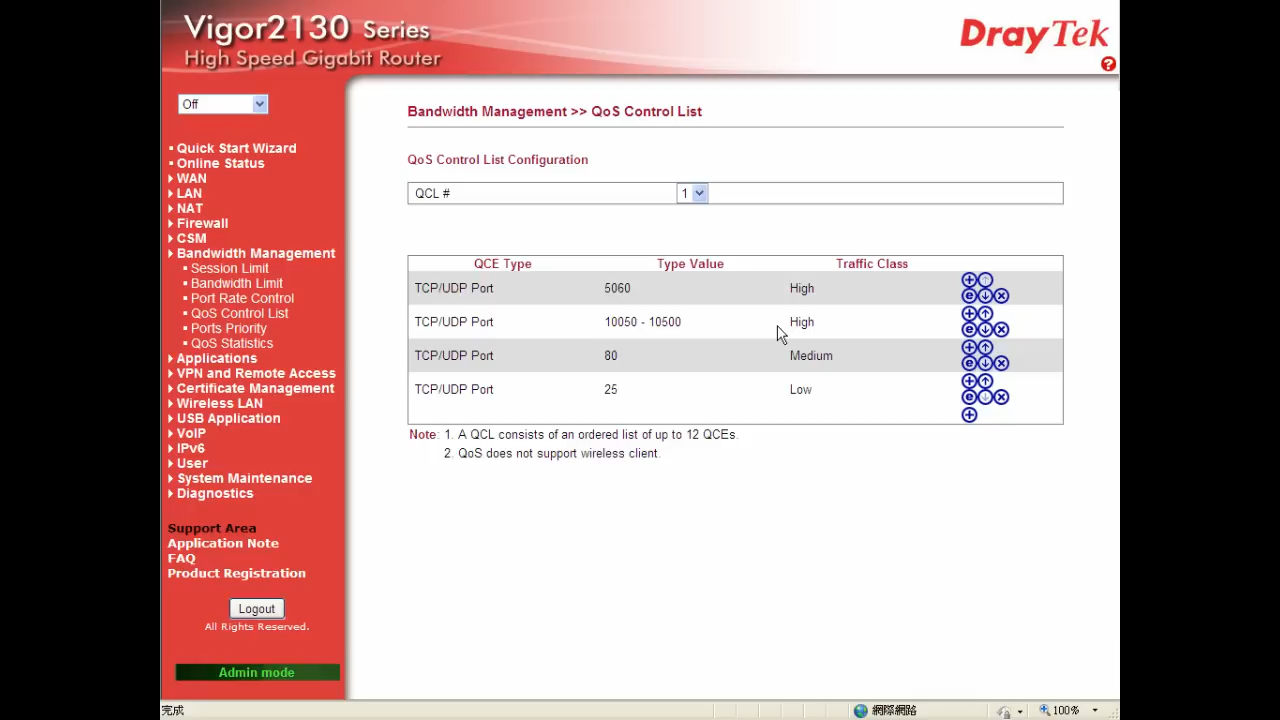 Vigor2130 Series
High Speed Gigabit Router
DrayTek
?
Off
Quick Start Wizard
Online Status
WAN
LAN
NAT
Firewall
CSM
Bandwidth Management
Session Limit
Bandwidth Limit
Port Rate Control
QoS Control List
Ports Priority
QoS Statistics
Applications
VPN and Remote Access
Certificate Management
Wireless LAN
USB Application
VoIP
IPv6
User
System Maintenance
Diagnostics
Support Area
Application Note
FAQ
Product Registration
Logout
All Rights Reserved.
Admin mode
Bandwidth Management >> QoS Control List
QoS Control List Configuration
QCL # 1
QCE Type Type Value Traffic Class
TCP/UDP Port 5060 High
TCP/UDP Port 10050 - 10500 High
TCP/UDP Port 80 Medium
TCP/UDP Port 25 Low
Note: 1. A QCL consists of an ordered list of up to 12 QCEs.
2. QoS does not support wireless client.
完成 網際網路 100%